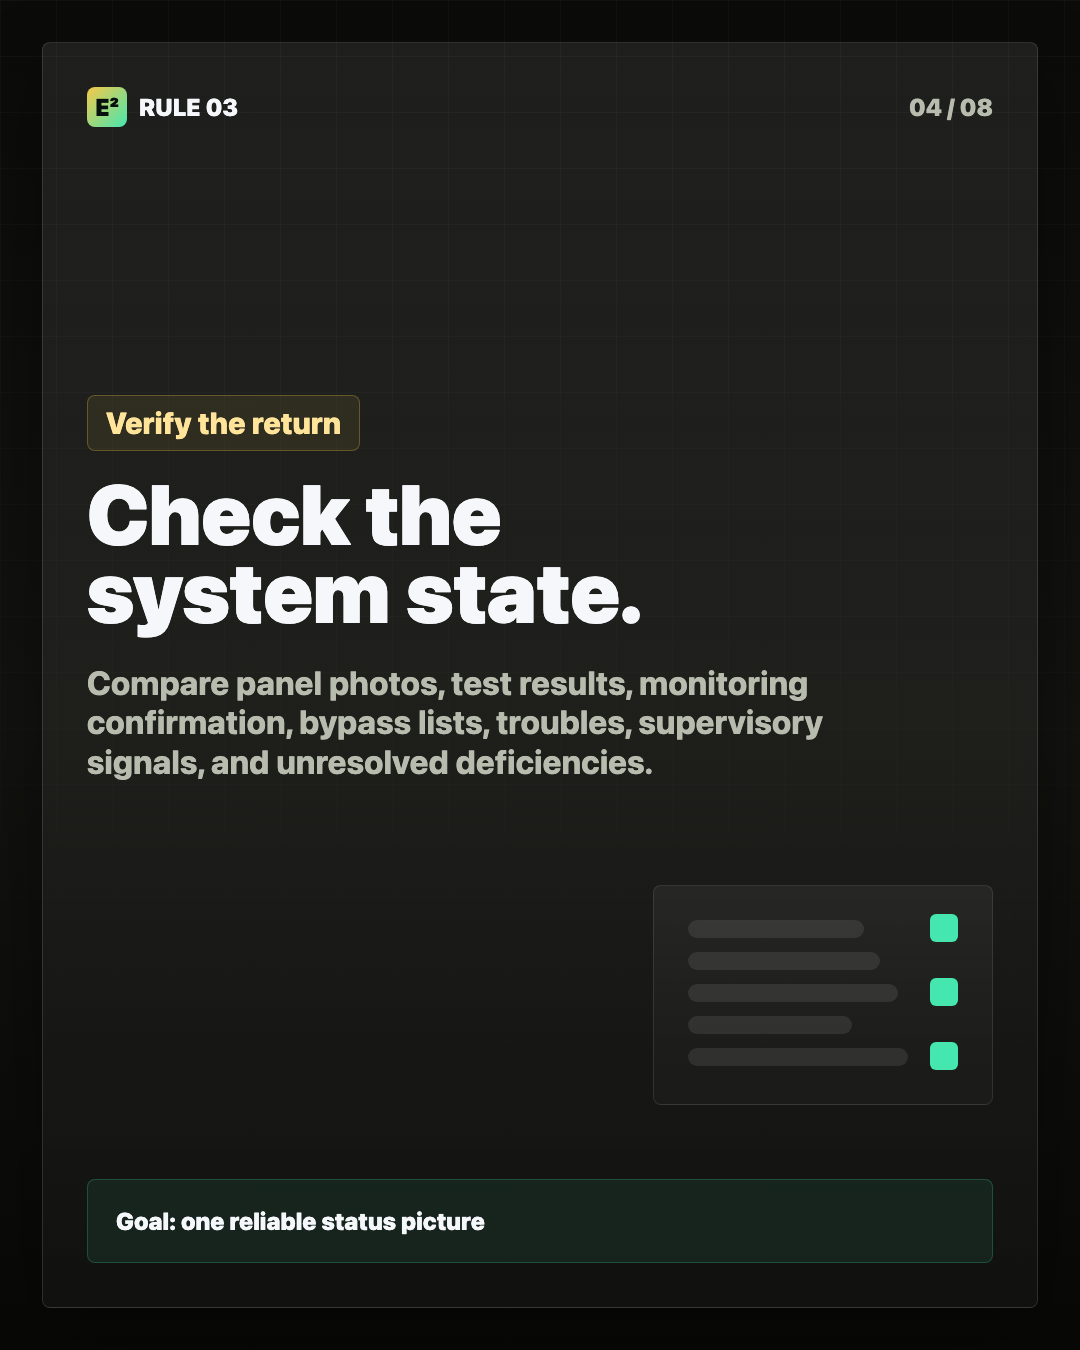 E² RULE 03
04 / 08
Verify the return
Check the
system state.
Compare panel photos, test results, monitoring
confirmation, bypass lists, troubles, supervisory
signals, and unresolved deficiencies.
Goal: one reliable status picture